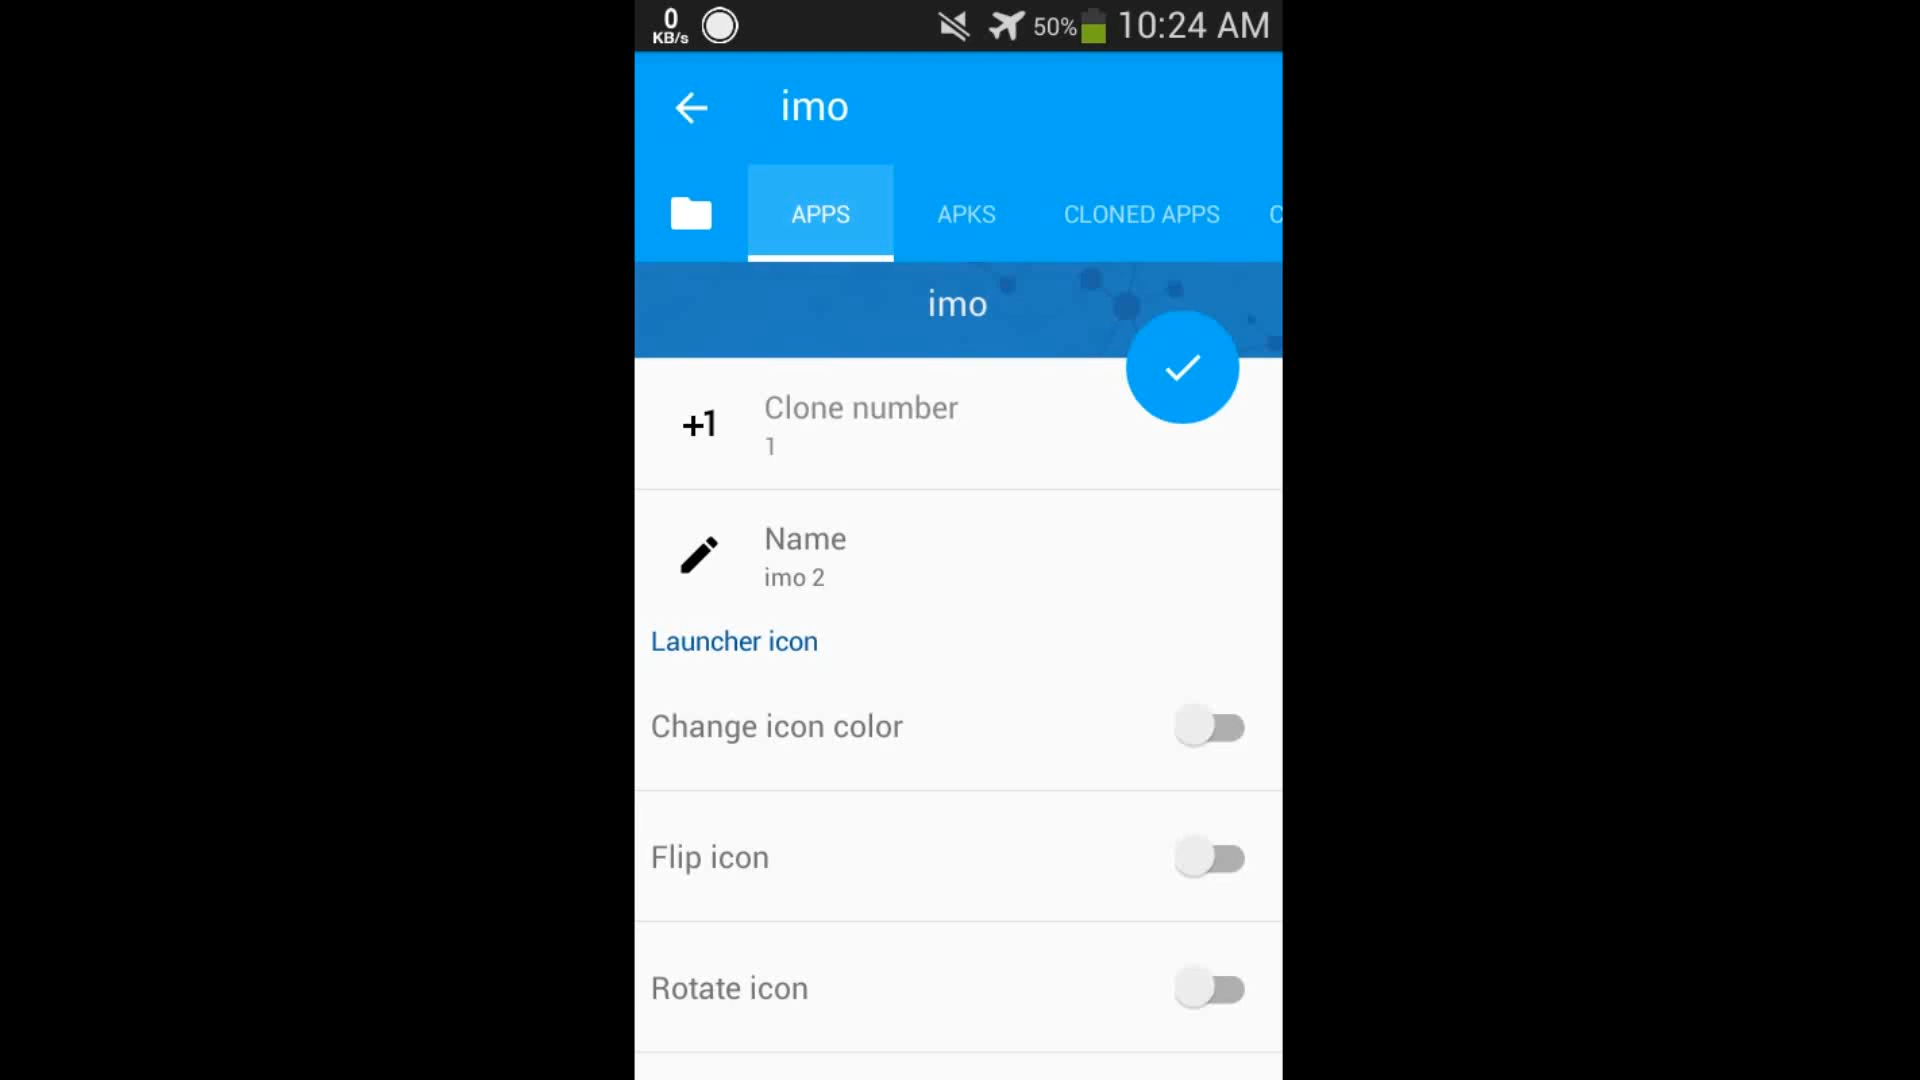 0
KB/s
50%
10:24 AM
imo
APPS
APKS
CLONED APPS
C
imo
+1
Clone number
1
Name
imo 2
Launcher icon
Change icon color
Flip icon
Rotate icon